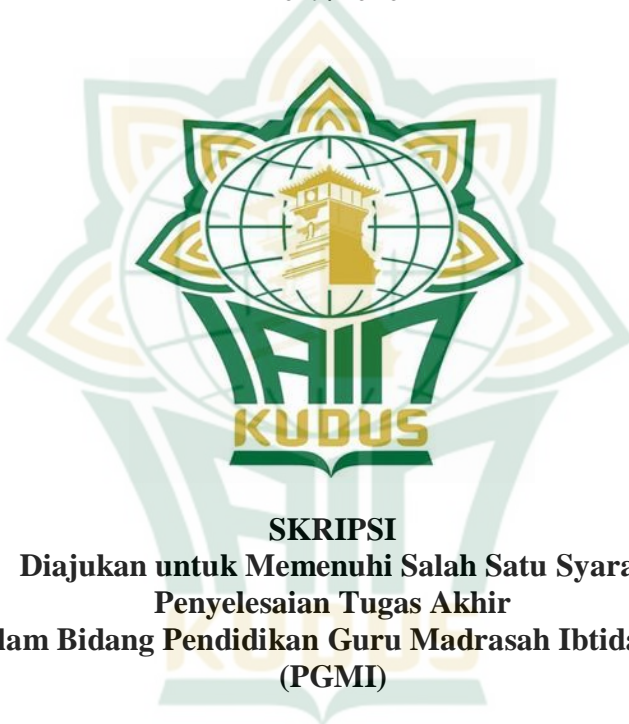 IAIN
KUDUS
SKRIPSI
Diajukan untuk Memenuhi Salah Satu Syara
Penyelesaian Tugas Akhir
lam Bidang Pendidikan Guru Madrasah Ibtida
(PGMI)